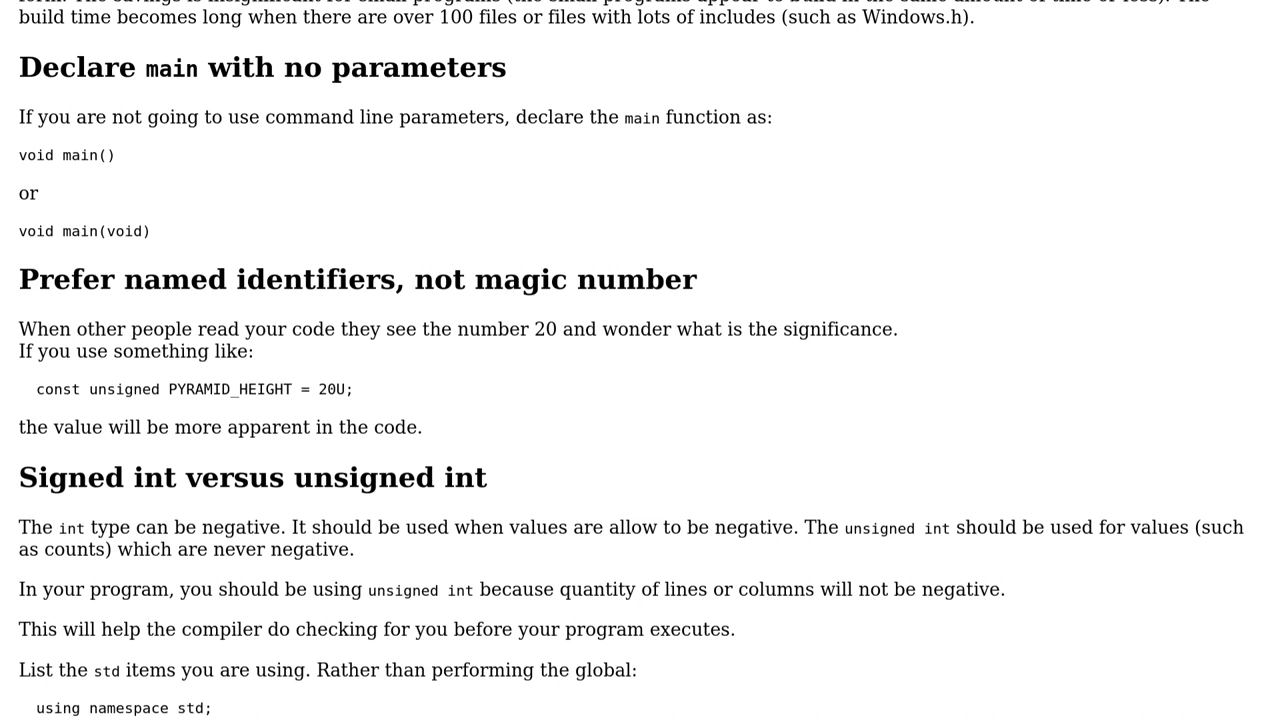 build time becomes long when there are over 100 files or files with lots of includes (such as Windows.h).
Declare main with no parameters
If you are not going to use command line parameters, declare the main function as:
void main()
or
void main(void)
Prefer named identifiers, not magic number
When other people read your code they see the number 20 and wonder what is the significance.
If you use something like:
const unsigned PYRAMID_HEIGHT = 20U;
the value will be more apparent in the code.
Signed int versus unsigned int
The int type can be negative. It should be used when values are allow to be negative. The unsigned int should be used for values (such
as counts) which are never negative.
In your program, you should be using unsigned int because quantity of lines or columns will not be negative.
This will help the compiler do checking for you before your program executes.
List the std items you are using. Rather than performing the global:
using namespace std;